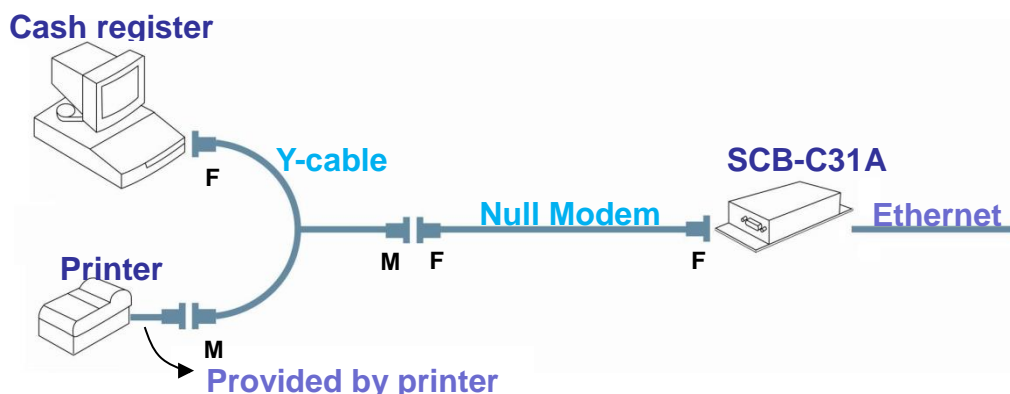 Cash register
F
Y-cable
SCB-C31A
Null Modem
Ethernet
M
F
F
Printer
M
Provided by printer